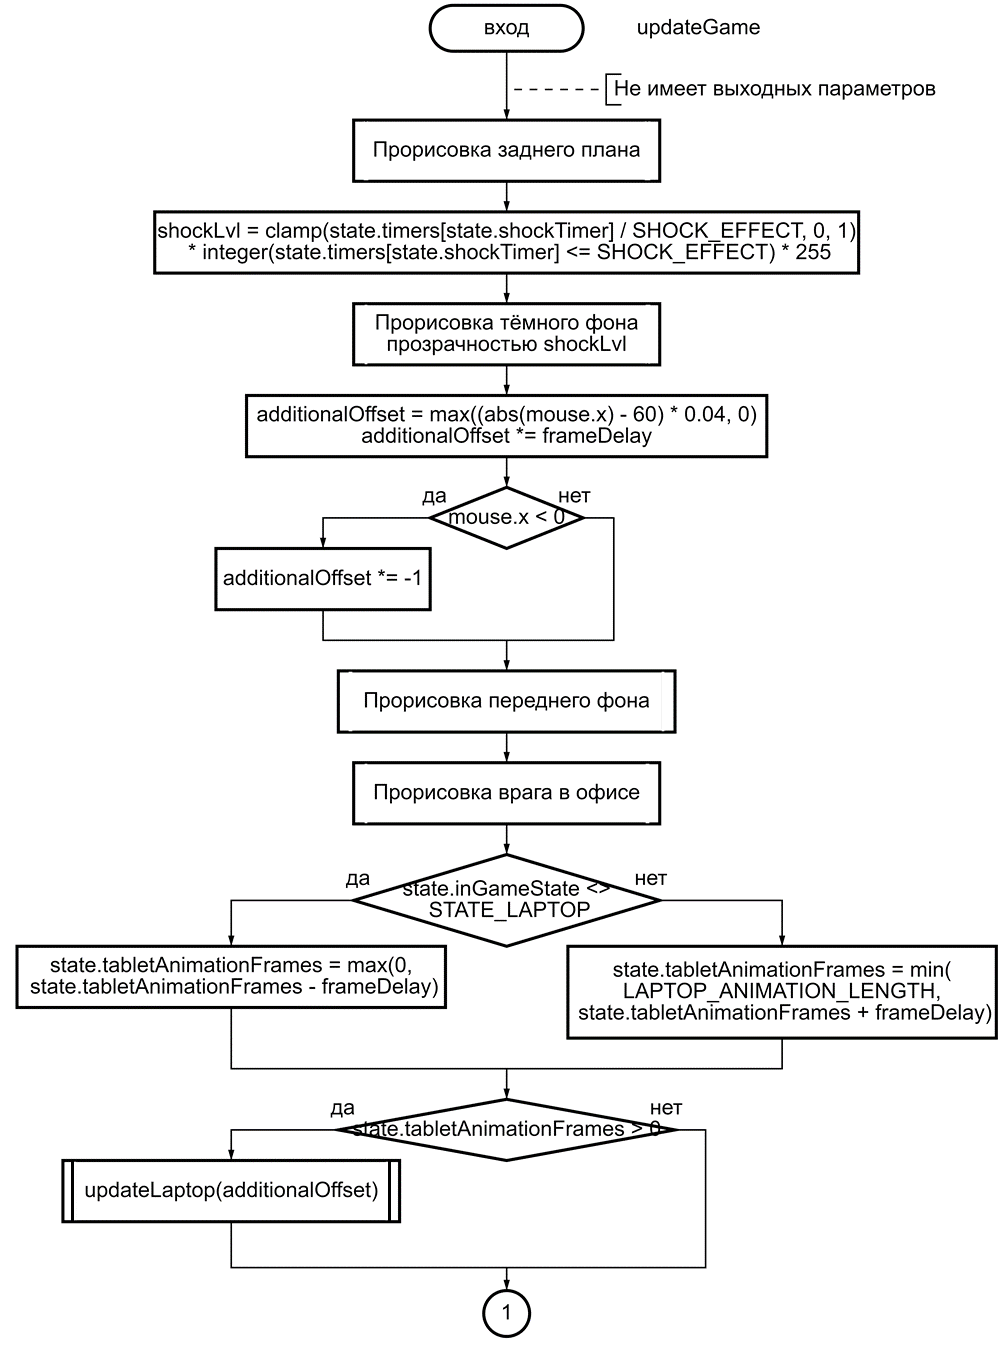 вход
updateGame
Не имеет выходных параметров
Прорисовка заднего плана
shockLvl = clamp(state.timers[state.shockTimer] / SHOCK_EFFECT, 0, 1)
* integer(state.timers[state.shockTimer] <= SHOCK_EFFECT) * 255
Прорисовка тёмного фона
прозрачностью shockLvl
additionalOffset = max((abs(mouse.x) - 60) * 0.04, 0)
additionalOffset *= frameDelay
да
нет
mouse.x < 0
additionalOffset *= -1
Прорисовка переднего фона
Прорисовка врага в офисе
да
нет
state.inGameState <>
STATE_LAPTOP
state.tabletAnimationFrames = max(0,
state.tabletAnimationFrames - frameDelay)
state.tabletAnimationFrames = min(
LAPTOP_ANIMATION_LENGTH,
state.tabletAnimationFrames + frameDelay)
да
нет
state.tabletAnimationFrames > 0
updateLaptop(additionalOffset)
1